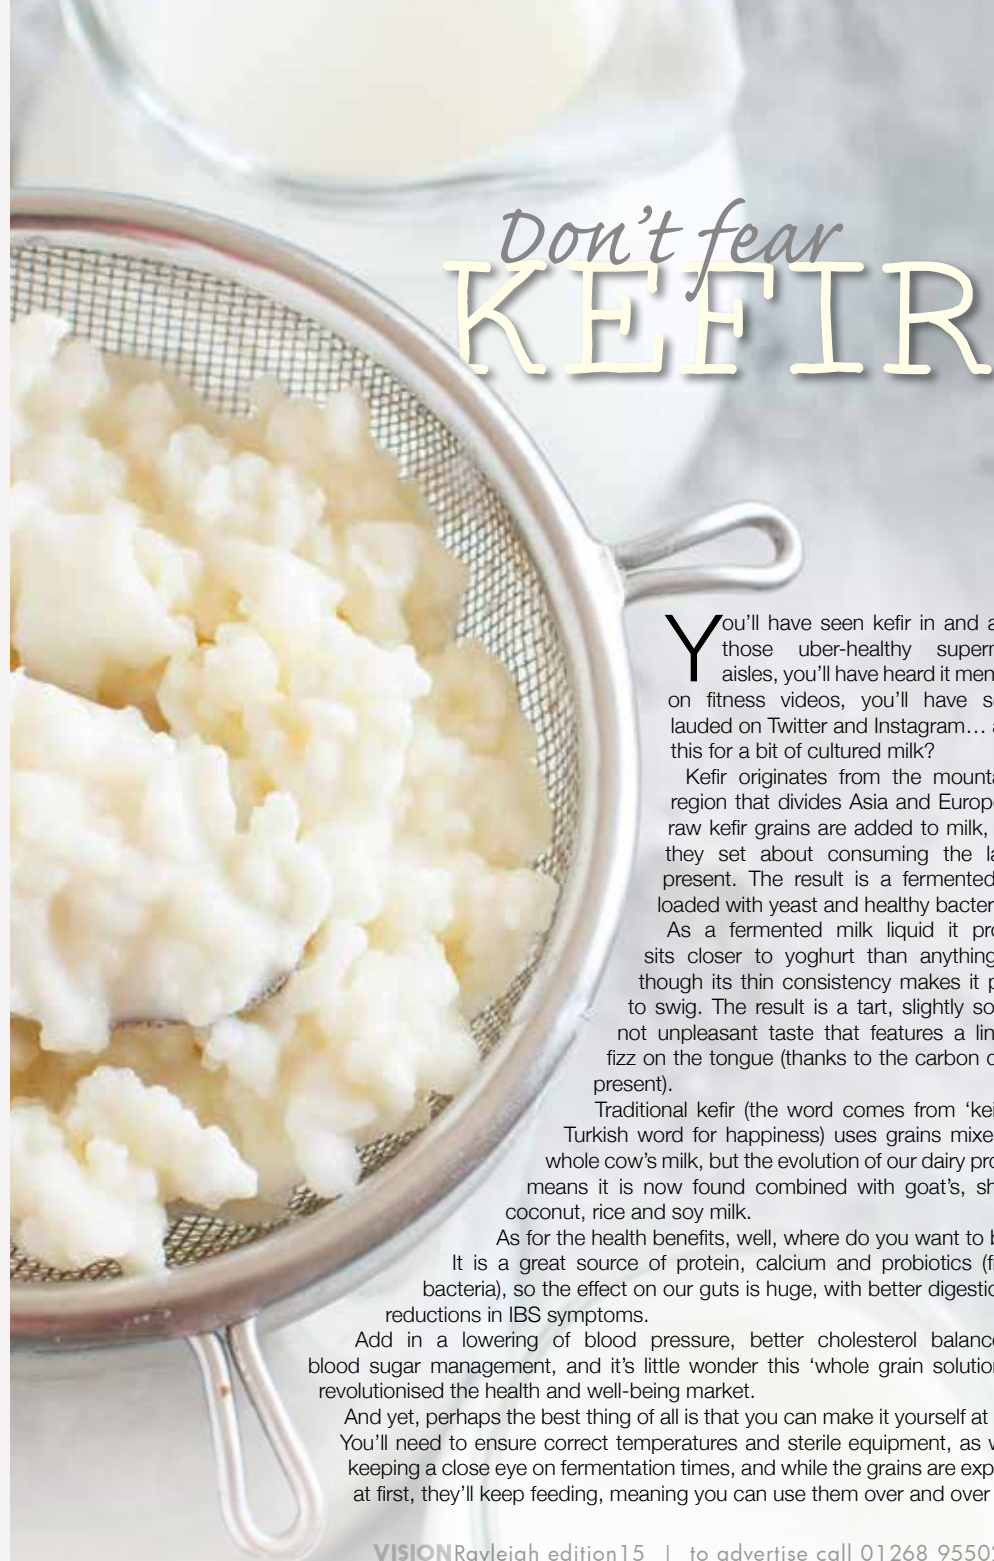 Don't fear
KEFIR
You'll have seen kefir in and a
those uber-healthy superm
aisles, you'll have heard it men
on fitness videos, you'll have se
lauded on Twitter and Instagram… a
this for a bit of cultured milk?
Kefir originates from the mounta
region that divides Asia and Europe
raw kefir grains are added to milk,
they set about consuming the la
present. The result is a fermented
loaded with yeast and healthy bacter
As a fermented milk liquid it pro
sits closer to yoghurt than anything
though its thin consistency makes it p
to swig. The result is a tart, slightly so
not unpleasant taste that features a lin
fizz on the tongue (thanks to the carbon d
present).
Traditional kefir (the word comes from ‘kei
Turkish word for happiness) uses grains mixe
whole cow's milk, but the evolution of our dairy pro
means it is now found combined with goat's, sh
coconut, rice and soy milk.
As for the health benefits, well, where do you want to b
It is a great source of protein, calcium and probiotics (fr
bacteria), so the effect on our guts is huge, with better digestio
reductions in IBS symptoms.
Add in a lowering of blood pressure, better cholesterol balance
blood sugar management, and it's little wonder this ‘whole grain solution
revolutionised the health and well-being market.
And yet, perhaps the best thing of all is that you can make it yourself at
You'll need to ensure correct temperatures and sterile equipment, as w
keeping a close eye on fermentation times, and while the grains are exp
at first, they'll keep feeding, meaning you can use them over and over
VISIONRayleigh edition15 | to advertise call 01268 95502